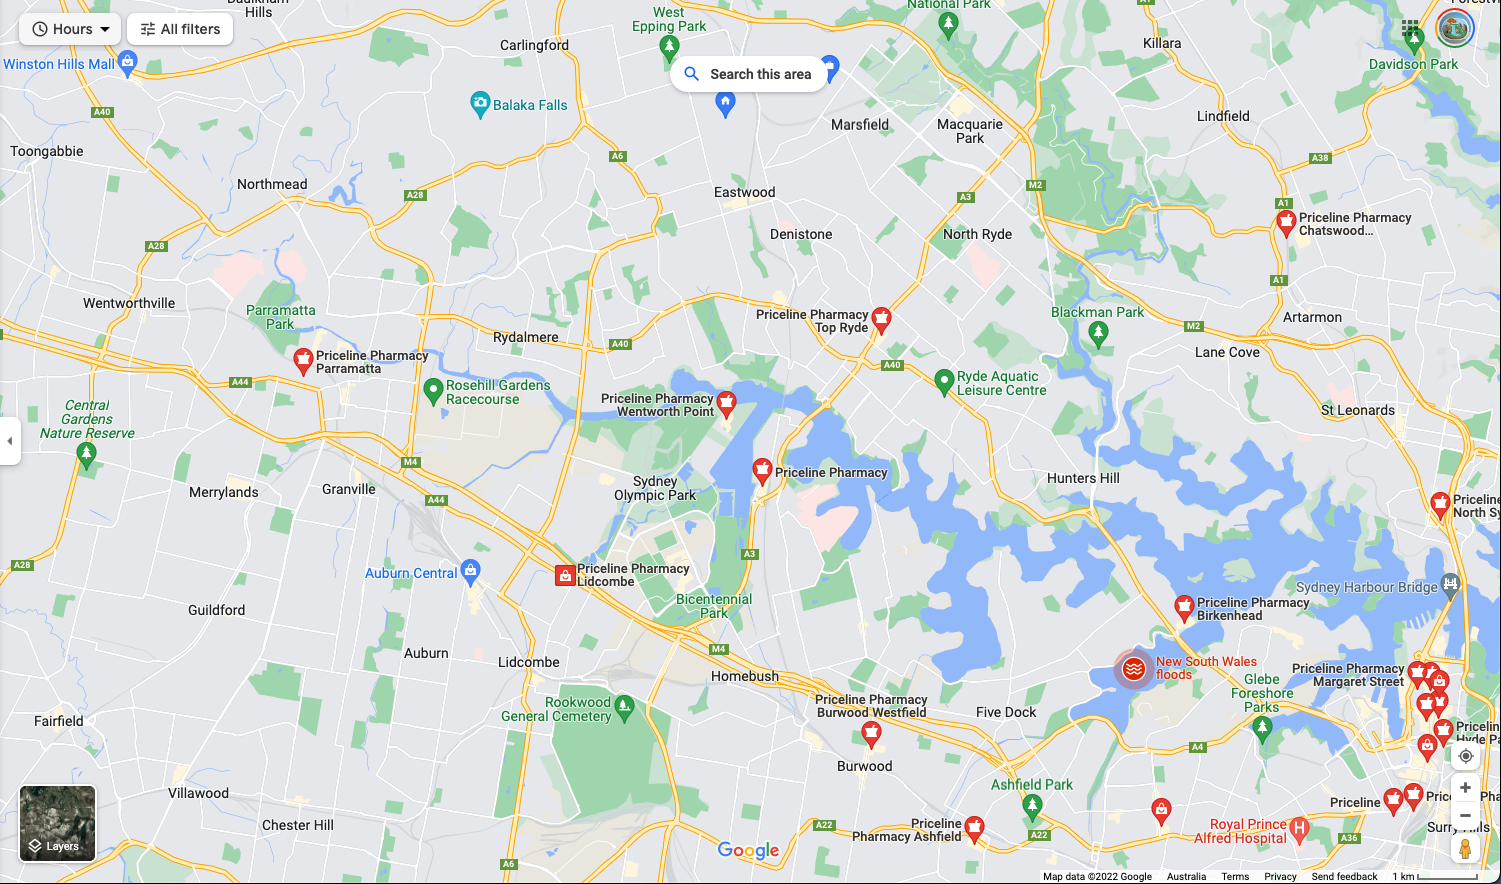 Daulkham
Hills
West
Epping Park
National Park
Forestvi
Hours
All filters
Carlingford
Killara
Winston Hills Mall
Davidson Park
Search this area
Balaka Falls
A40
Marsfield
Macquarie
Park
Lindfield
Toongabbie
A6
A38
Northmead
A28
Eastwood
A3
M2
A1
Priceline Pharmacy
Chatswood...
A28
Denistone
North Ryde
A1
Wentworthville
Parramatta
Park
Priceline Pharmacy
Top Ryde
Blackman Park
Artarmon
M2
Rydalmere
A40
Lane Cove
Priceline Pharmacy
Parramatta
A40
A44
Rosehill Gardens
Racecourse
Ryde Aquatic
Leisure Centre
Central
Gardens
Nature Reserve
Priceline Pharmacy
Wentworth Point
St Leonards
M4
Priceline Pharmacy
Merrylands
Granville
Sydney
Olympic Park
Hunters Hill
A44
Priceline
North Sy
A3
A28
Auburn Central
Priceline Pharmacy
Lidcombe
Sydney Harbour Bridge
Bicentennial
Park
Guildford
Priceline Pharmacy
Birkenhead
Auburn
Lidcombe
M4
Homebush
New South Wales
floods
Priceline Pharmacy
Margaret Street
Glebe
Foreshore
Parks
Rookwood
General Cemetery
Priceline Pharmacy
Burwood Westfield
Five Dock
Fairfield
Pricelin
Hyde Pa
A4
Burwood
Villawood
Ashfield Park
Priceline
Pric
Pha
Chester Hill
A22
Priceline
Pharmacy Ashfield
A22
Royal Prince
Alfred Hospital
A36
Surry Hills
Layers
Google
A6
Map data ©2022 Google
Australia
Terms
Privacy
Send feedback
1 km